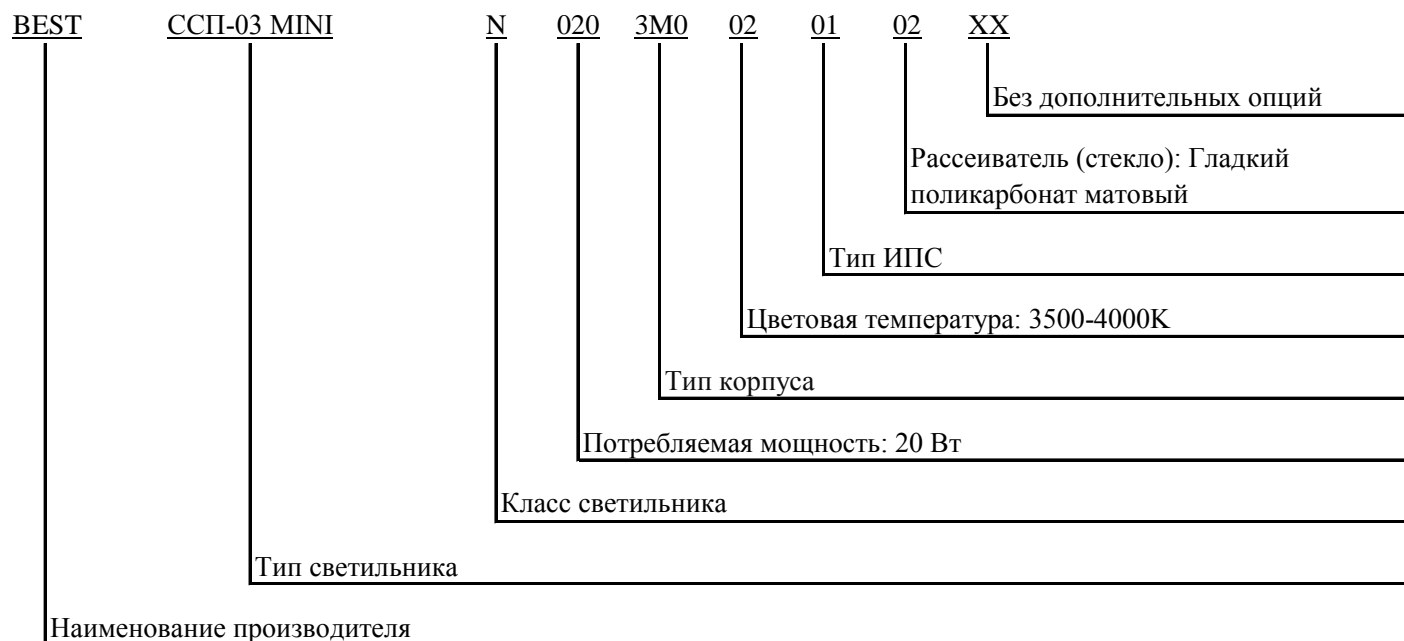 BEST ССП-03 MINI N 020 3М0 02 01 02 XX
Без дополнительных опций
Рассеиватель (стекло): Гладкий
поликарбонат матовый
Тип ИПС
Цветовая температура: 3500-4000K
Тип корпуса
Потребляемая мощность: 20 Вт
Класс светильника
Тип светильника
Наименование производителя